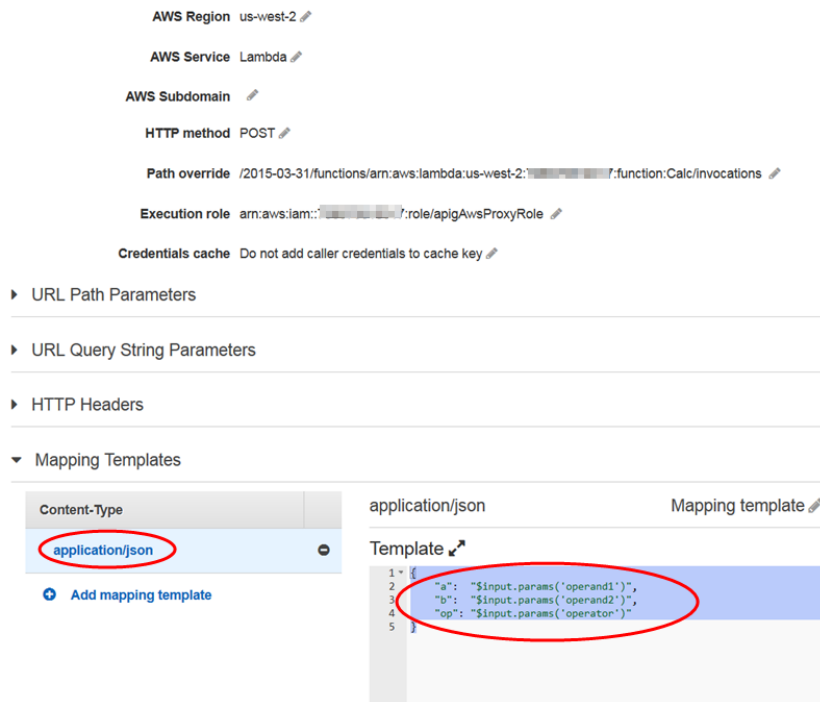 AWS Region us-west-2
AWS Service Lambda
AWS Subdomain
HTTP method POST
Path override /2015-03-31/functions/arn:aws:lambda:us-west-2: :function:Calc/invocations
Execution role arn:aws:iam:: :role/apigAwsProxyRole
Credentials cache Do not add caller credentials to cache key
URL Path Parameters
URL Query String Parameters
HTTP Headers
Mapping Templates
Content-Type
application/json
Add mapping template
application/json Mapping template
Template
1 {
2 "a": "$input.params('operand1')",
3 "b": "$input.params('operand2')",
4 "op": "$input.params('operator')"
5 }